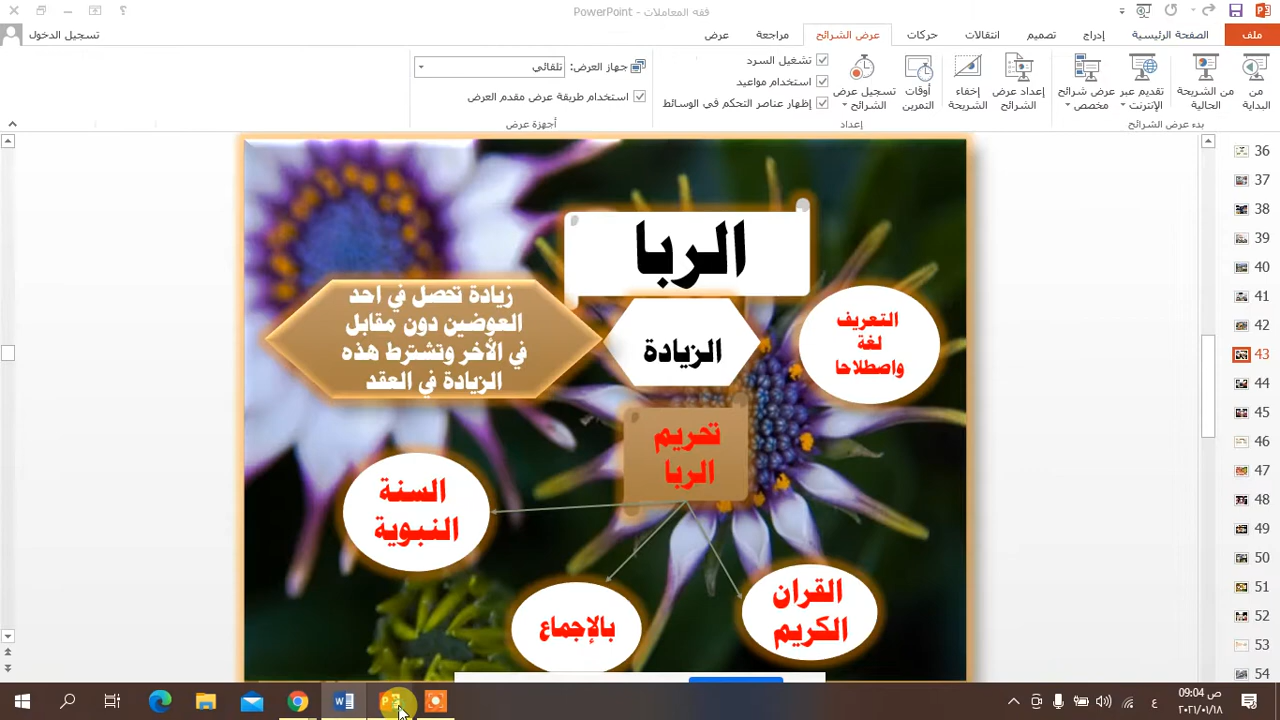 فقه المعاملات - PowerPoint
تسجيل الدخول
ملف
الصفحة الرئيسية
إدراج
تصميم
انتقالات
حركات
عرض الشرائح
مراجعة
عرض
من
البداية
من الشريحة
الحالية
تقديم عبر
الإنترنت
عرض شرائح
مخصص
بدء عرض الشرائح
إعداد عرض
الشرائح
إخفاء
الشريحة
أوقات
التمرين
تسجيل عرض
الشرائح
تشغيل السرد
استخدام مواعيد
إظهار عناصر التحكم في الوسائط
إعداد
جهاز العرض:
تلقائي
استخدام طريقة عرض مقدم العرض
أجهزة عرض
الربا
التعريف
لغة
واصطلاحا
الزيادة
زيادة تحصل في احد
العوضين دون مقابل
في الآخر وتشترط هذه
الزيادة في العقد
تحريم
الربا
السنة
النبوية
بالإجماع
القران
الكريم
36
37
38
39
40
41
42
43
44
45
46
47
48
49
50
51
52
53
54
09:04 ص
٢٠٢١/٠١/١٨
ع